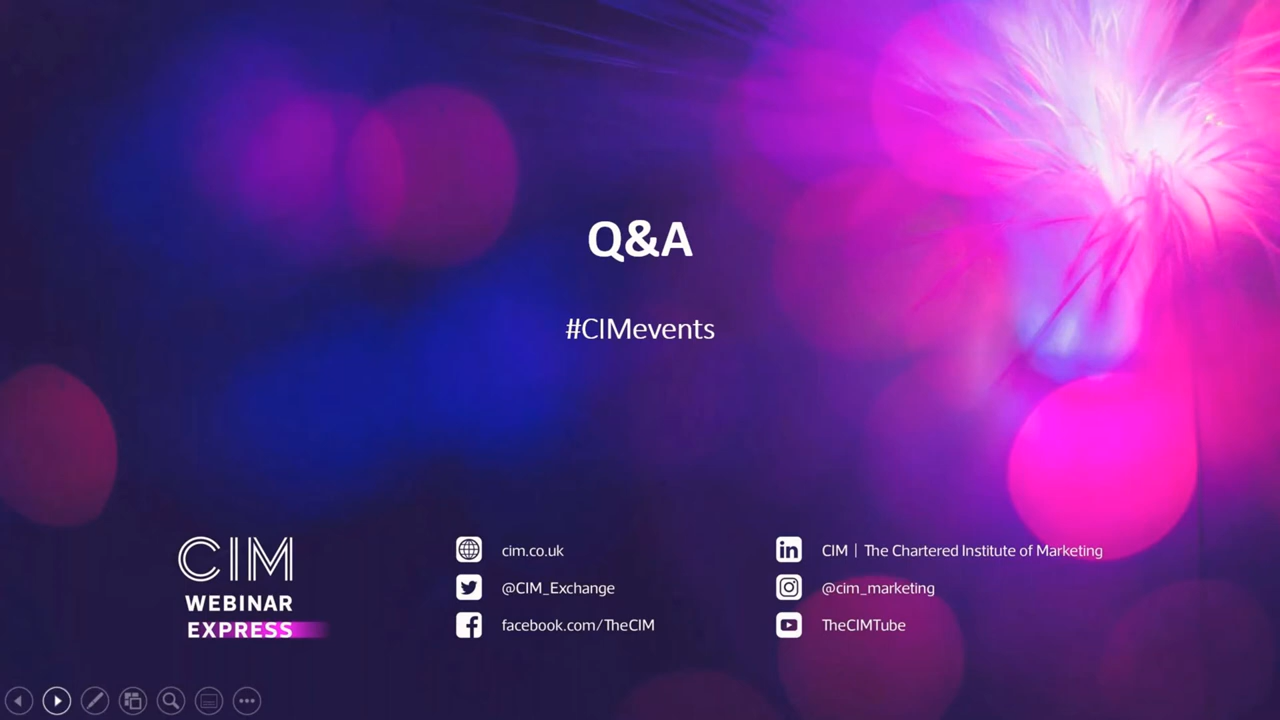 Q&A
#CIMevents
CIM
WEBINAR
EXPRESS
cim.co.uk
@CIM_Exchange
facebook.com/TheCIM
in
CIM | The Chartered Institute of Marketing
@cim_marketing
TheCIMTube